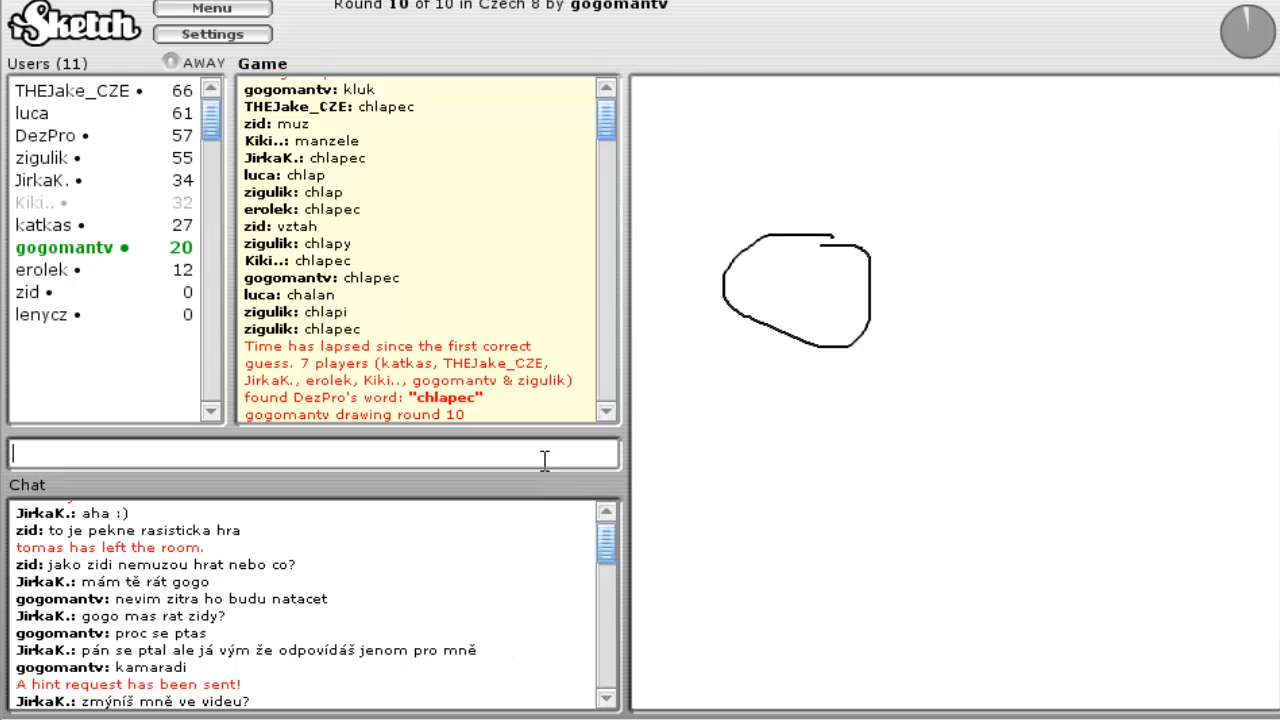 iSketch
Menu
Round 10 of 10 in Czech 8 by gogomantv
Settings
Users (11)
AWAY
Game
THEJake_CZE • 66
luca 61
DezPro • 57
zigulik • 55
JirkaK. • 34
Kiki.. • 32
katkas • 27
gogomantv • 20
erolek • 12
zid • 0
lenycz • 0
gogomantv: kluk
THEJake_CZE: chlapec
zid: muz
Kiki..: manzele
JirkaK.: chlapec
luca: chlap
zigulik: chlap
erolek: chlapec
zid: vztah
zigulik: chlapy
Kiki..: chlapec
gogomantv: chlapec
luca: chalan
zigulik: chlapi
zigulik: chlapec
Time has lapsed since the first correct
guess. 7 players (katkas, THEJake_CZE,
JirkaK., erolek, Kiki.., gogomantv & zigulik)
found DezPro's word: "chlapec"
gogomantv drawing round 10
Chat
JirkaK.: aha :)
zid: to je pekne rasisticka hra
tomas has left the room.
zid: jako zidi nemuzou hrat nebo co?
JirkaK.: mám tě rát gogo
gogomantv: nevim zitra ho budu natacet
JirkaK.: gogo mas rat zidy?
gogomantv: proc se ptas
JirkaK.: pán se ptal ale já vým že odpovídáš jenom pro mně
gogomantv: kamaradi
A hint request has been sent!
JirkaK.: zmýníš mně ve videu?